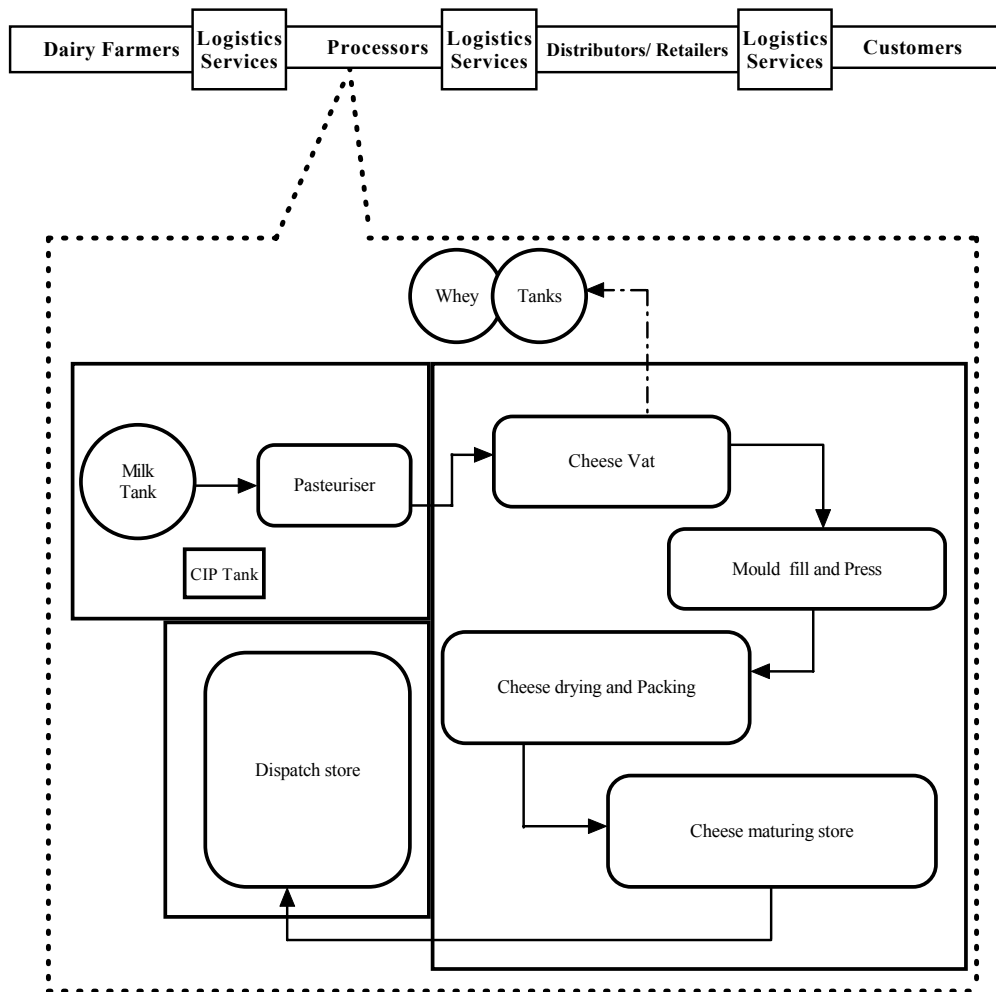 Dairy Farmers
Logistics
Services
Processors
Logistics
Services
Distributors/ Retailers
Logistics
Services
Customers
Whey
Tanks
Milk
Tank
Pasteuriser
Cheese Vat
CIP Tank
Mould fill and Press
Cheese drying and Packing
Dispatch store
Cheese maturing store